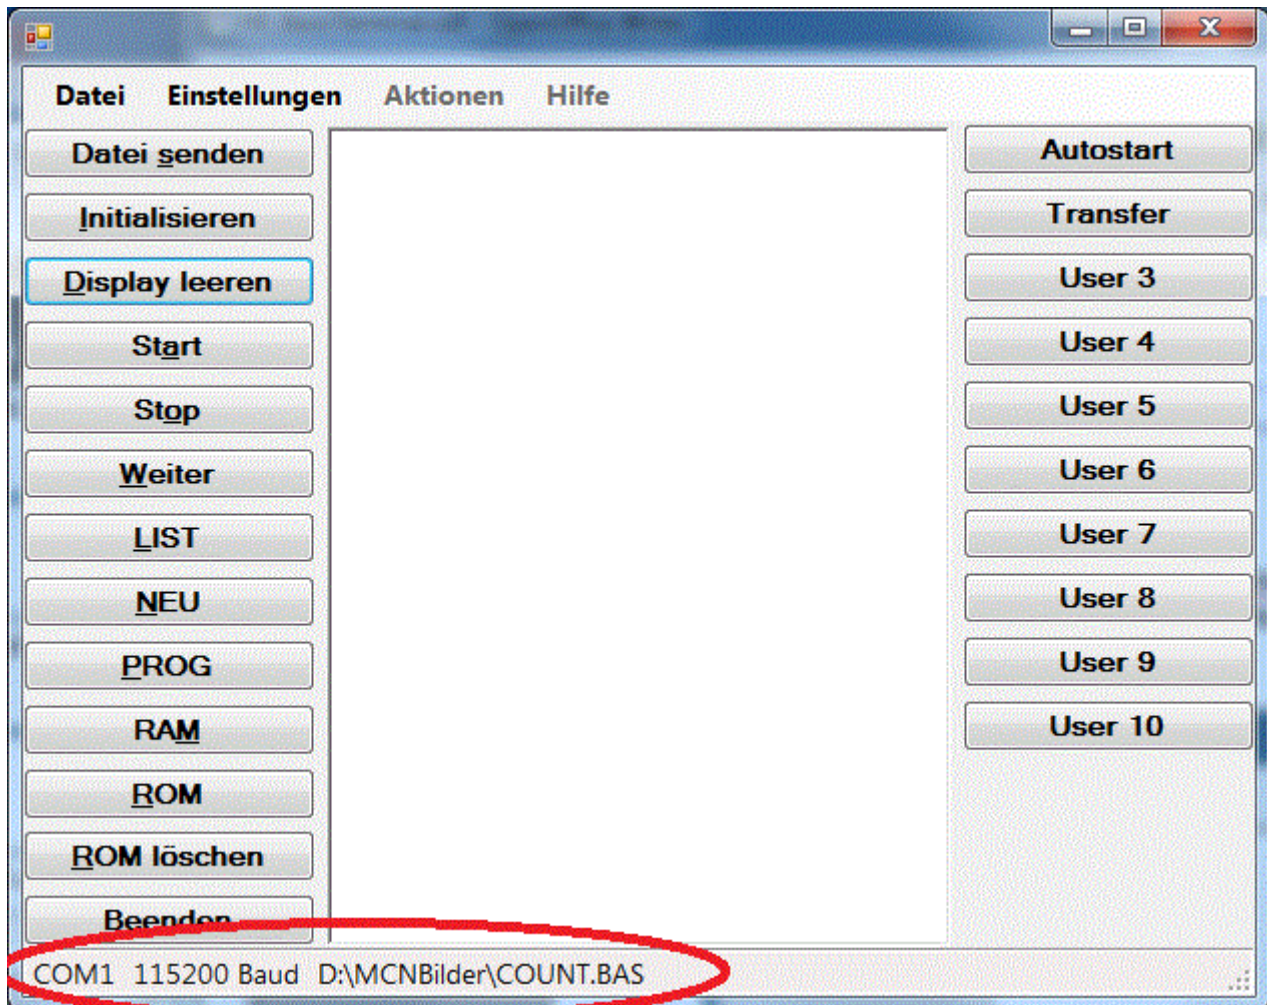 Datei Einstellungen Aktionen Hilfe
Datei senden
Initialisieren
Display leeren
Start
Stop
Weiter
LIST
NEU
PROG
RAM
ROM
ROM löschen
Beenden
Autostart
Transfer
User 3
User 4
User 5
User 6
User 7
User 8
User 9
User 10
COM1 115200 Baud D:\MCNBilder\COUNT.BAS